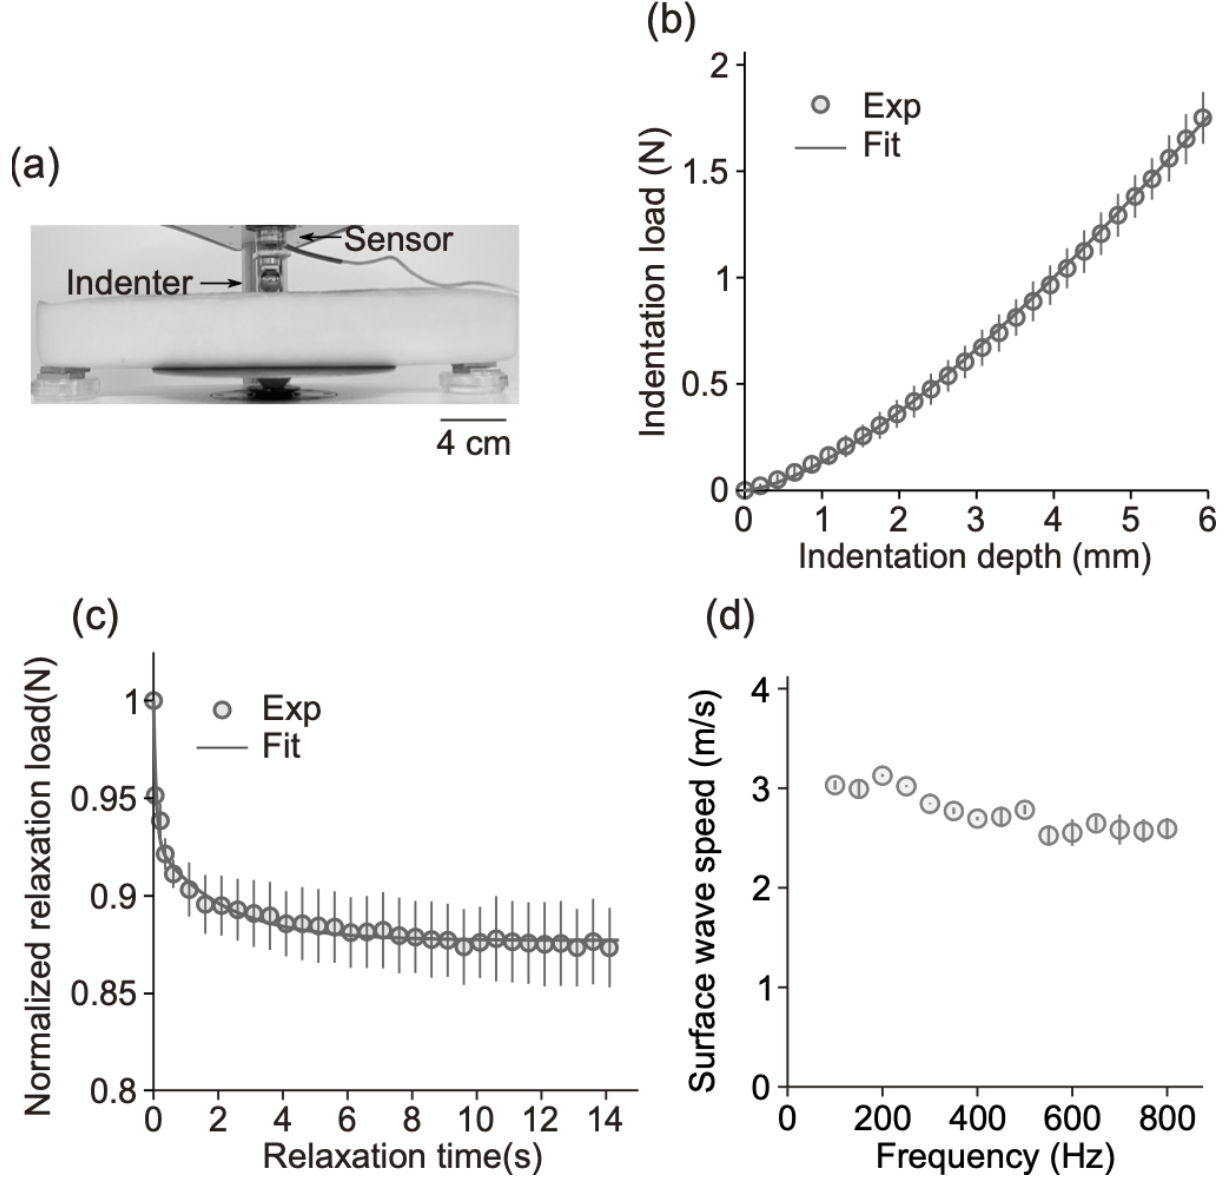 (a)
Sensor
Indenter
4 cm
(b)
Indentation load (N)
2
1.5
1
0.5
0
Exp
Fit
0 1 2 3 4 5 6
Indentation depth (mm)
(c)
Normalized relaxation load(N)
1
0.95
0.9
0.85
0.8
Exp
Fit
0 2 4 6 8 10 12 14
Relaxation time(s)
(d)
Surface wave speed (m/s)
4
3
2
1
0
0 200 400 600 800
Frequency (Hz)